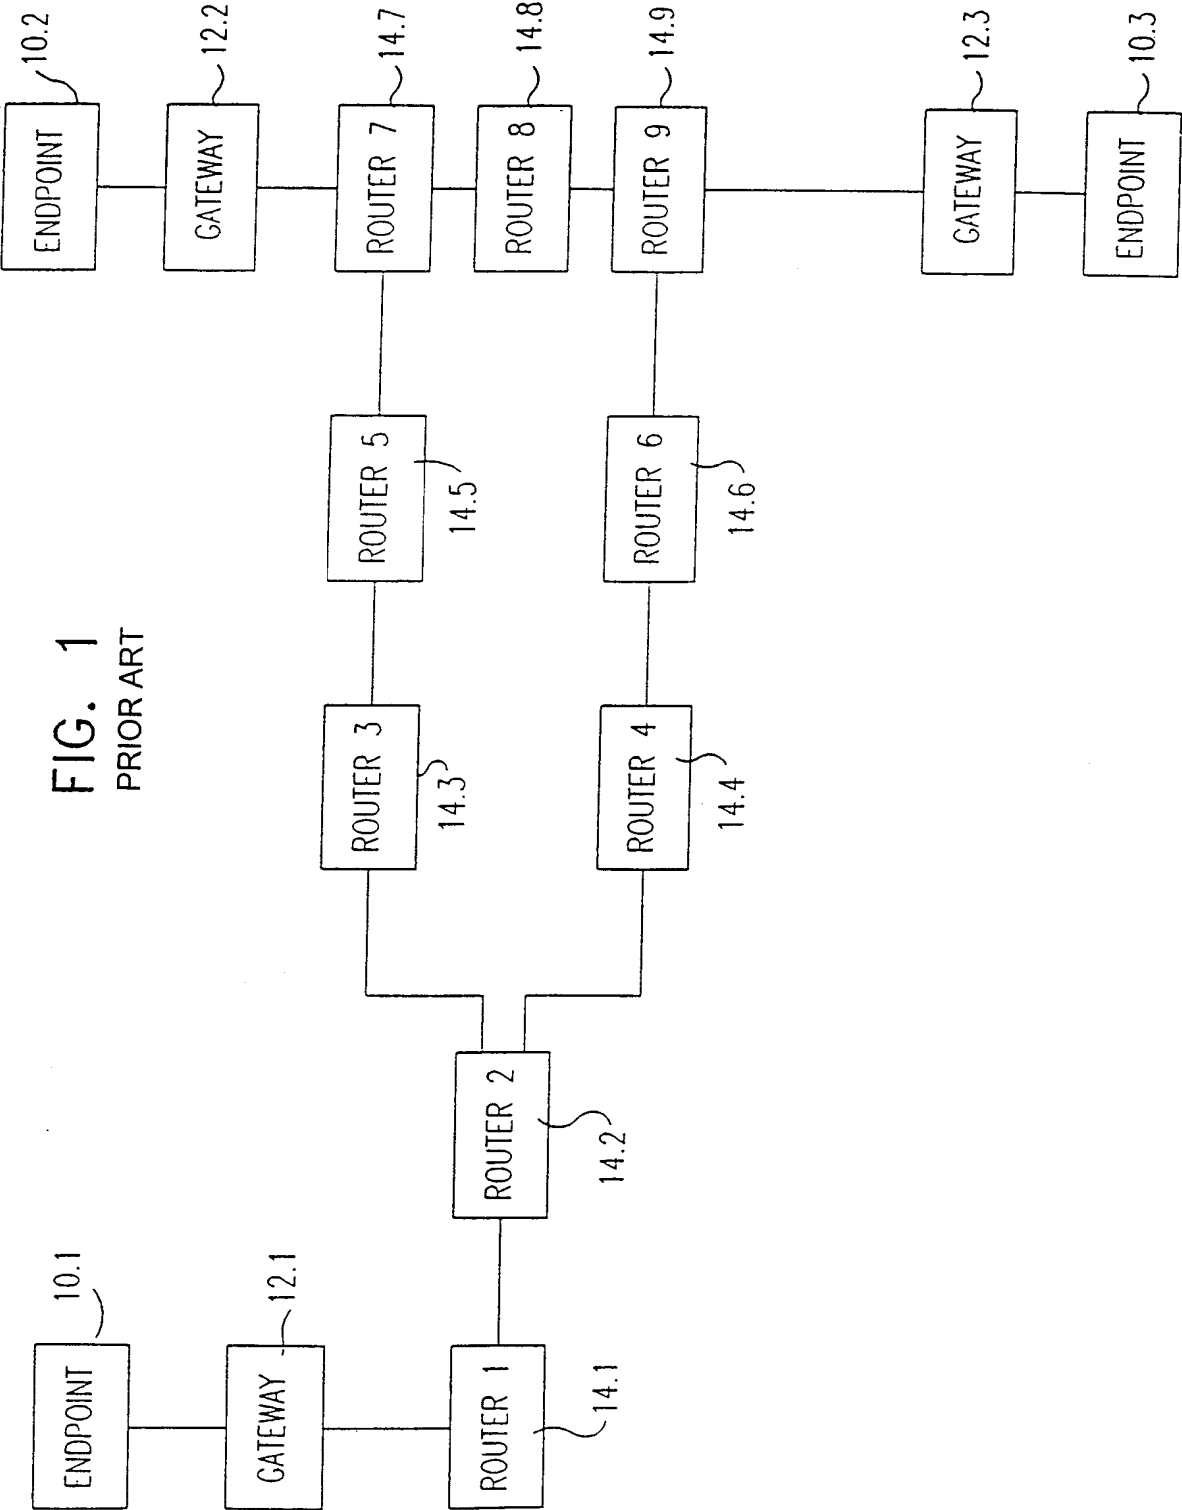 FIG. 1
PRIOR ART
10.1
ENDPOINT
12.1
GATEWAY
ROUTER 1
14.1
ROUTER 2
14.2
ROUTER 3
14.3
ROUTER 4
14.4
ROUTER 5
14.5
ROUTER 6
14.6
10.2
ENDPOINT
12.2
GATEWAY
14.7
ROUTER 7
14.8
ROUTER 8
14.9
ROUTER 9
12.3
GATEWAY
10.3
ENDPOINT